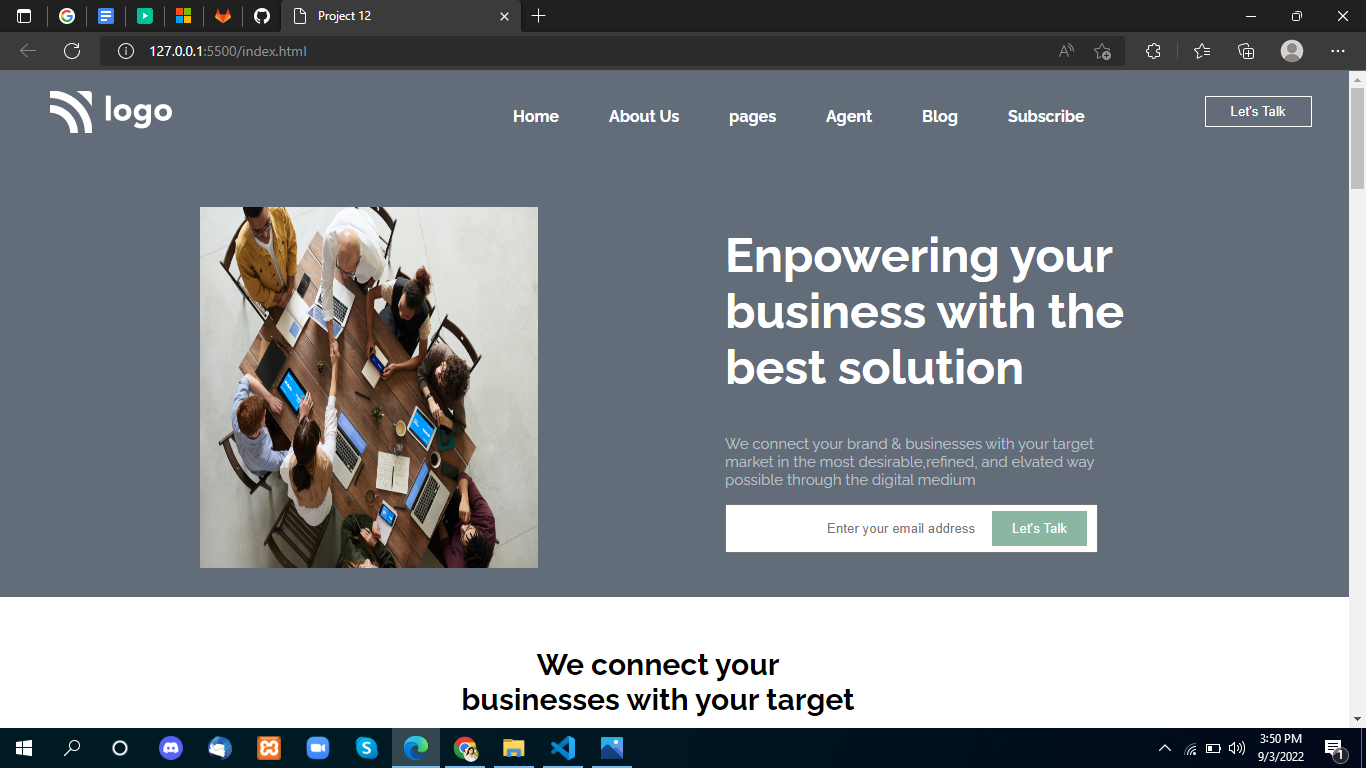 Project 12
127.0.0.1:5500/index.html
logo
Home About Us pages Agent Blog Subscribe
Let's Talk
Enpowering your
business with the
best solution
We connect your brand & businesses with your target
market in the most desirable,refined, and elvated way
possible through the digital medium
Enter your email address Let's Talk
We connect your
businesses with your target
3:50 PM
9/3/2022
1